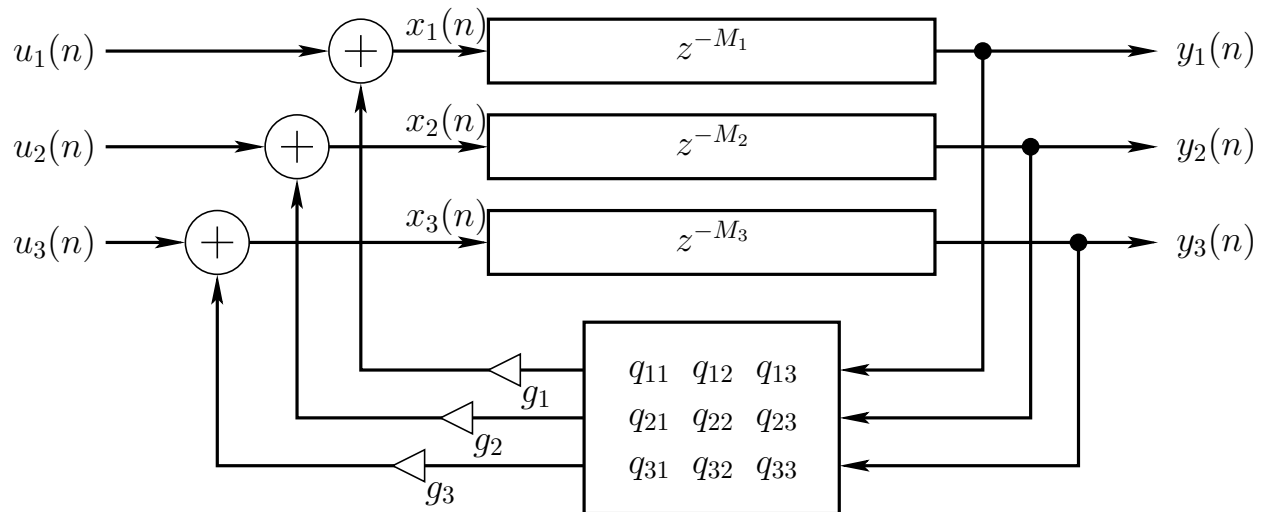 u₁(n) + x₁(n) z⁻ᴹ₁ y₁(n)
u₂(n) + x₂(n) z⁻ᴹ₂ y₂(n)
u₃(n) + x₃(n) z⁻ᴹ₃ y₃(n)
g₁ q₁₁ q₁₂ q₁₃
g₂ q₂₁ q₂₂ q₂₃
g₃ q₃₁ q₃₂ q₃₃